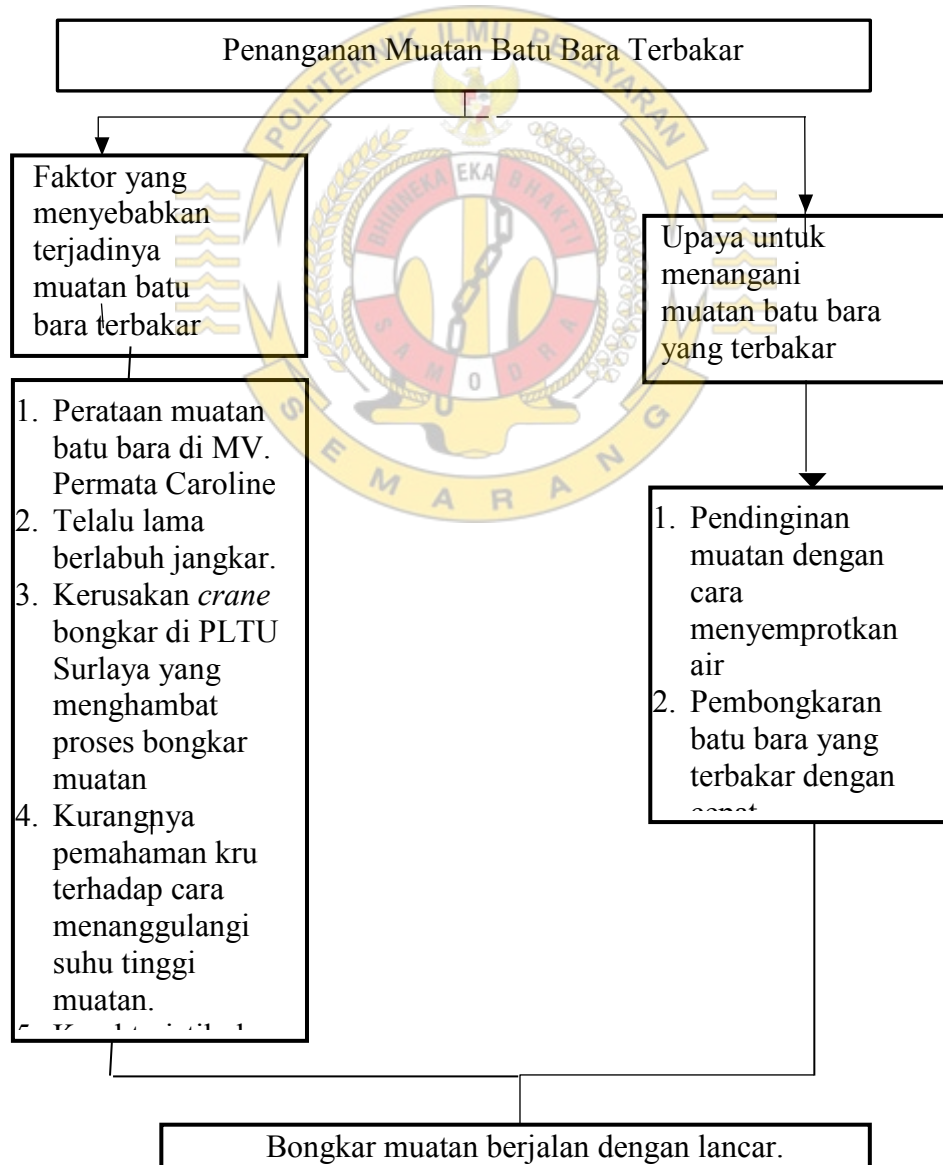 Penanganan Muatan Batu Bara Terbakar
Faktor yang
menyebabkan
terjadinya
muatan batu
bara terbakar
1. Perataan muatan
batu bara di MV.
Permata Caroline
2. Telalu lama
berlabuh jangkar.
3. Kerusakan crane
bongkar di PLTU
Surlaya yang
menghambat
proses bongkar
muatan
4. Kurangnya
pemahaman kru
terhadap cara
menanggulangi
suhu tinggi
muatan.
Upaya untuk
menangani
muatan batu bara
yang terbakar
1. Pendinginan
muatan dengan
cara
menyemprotkan
air
2. Pembongkaran
batu bara yang
terbakar dengan
Bongkar muatan berjalan dengan lancar.
POLITEKNIK ILMU PELAYARAN
BHINNEKA EKA BHAKTI
SAMODRA
SEMARANG